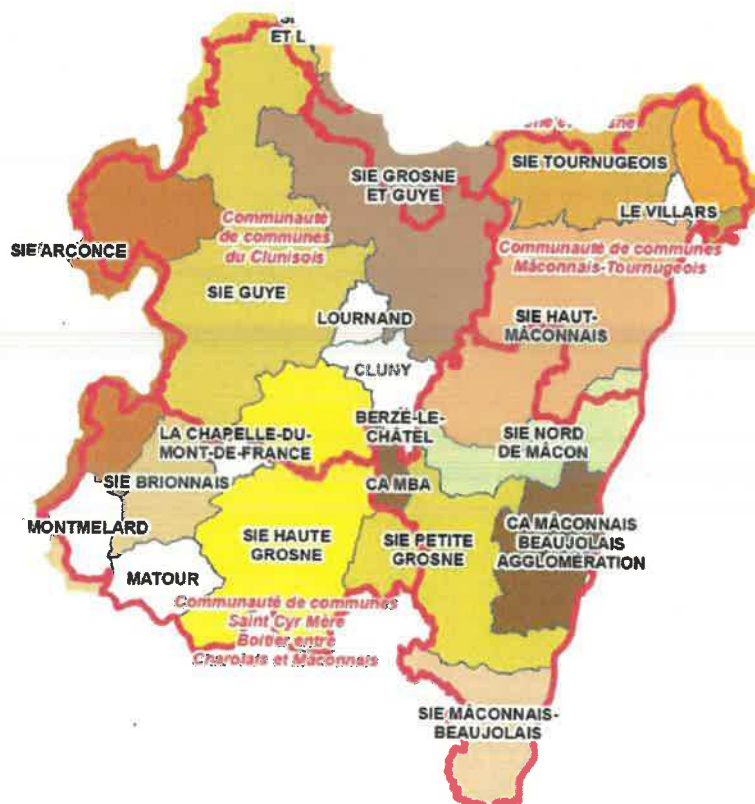 ET L
SIE GROSNE
ET GUYE
SIE TOURNUGEOIS
LE VILLARS
SIE ARCONCE
Communauté
de communes
du Clunisois
Communauté de communes
Mâconnais-Tournugeois
SIE GUYE
LOURNAND
SIE HAUT-
MÂCONNAIS
CLUNY
LA CHAPELLE-DU-
MONT-DE-FRANCE
BERZÉ-LE-
CHÂTEL
SIE NORD
DE MÂCON
SIE BRIONNAIS
CA MBA
MONTMELARD
SIE HAUTE
GROSNE
SIE PETITE
GROSNE
CA MÂCONNAIS
BEAUJOLAIS
AGGLOMÉRATION
MATOUR
Communauté de communes
Saint Cyr Mère
Boitier entre
Charolais et Mâconnais
SIE MÂCONNAIS-
BEAUJOLAIS